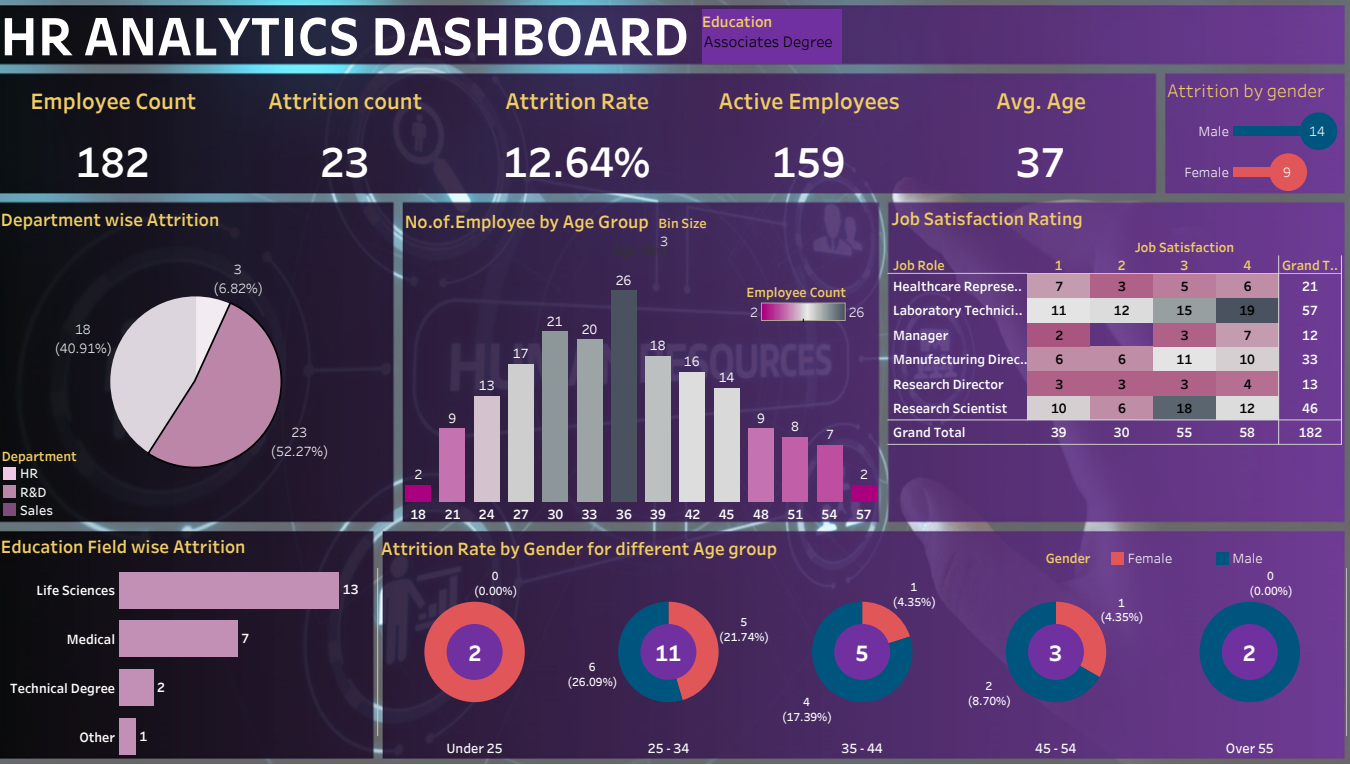 HR ANALYTICS DASHBOARD
Education
Associates Degree
Employee Count
Attrition count
Attrition Rate
Active Employees
Avg. Age
182
23
12.64%
159
37
Attrition by gender
Male
14
Female
9
Department wise Attrition
3
(6.82%)
18
(40.91%)
23
(52.27%)
Department
HR
R&D
Sales
No.of.Employee by Age Group
Bin Size
3
Employee Count
2
26
2
9
13
17
21
20
26
18
16
14
9
8
7
2
18 21 24 27 30 33 36 39 42 45 48 51 54 57
HUMAN RESOURCES
Job Satisfaction Rating
Job Satisfaction
Job Role 1 2 3 4 Grand T..
Healthcare Represe.. 7 3 5 6 21
Laboratory Technici.. 11 12 15 19 57
Manager 2 3 7 12
Manufacturing Direc.. 6 6 11 10 33
Research Director 3 3 3 4 13
Research Scientist 10 6 18 12 46
Grand Total 39 30 55 58 182
Education Field wise Attrition
Life Sciences 13
Medical 7
Technical Degree 2
Other 1
Attrition Rate by Gender for different Age group
Gender
Female
Male
0
(0.00%)
2
Under 25
5
(21.74%)
11
6
(26.09%)
25 - 34
1
(4.35%)
5
4
(17.39%)
35 - 44
1
(4.35%)
3
2
(8.70%)
45 - 54
0
(0.00%)
2
Over 55